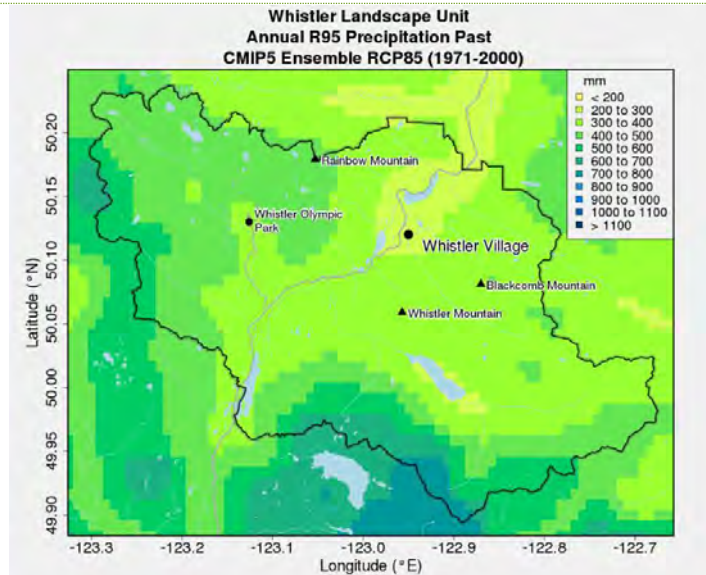 Whistler Landscape Unit
Annual R95 Precipitation Past
CMIP5 Ensemble RCP85 (1971-2000)
mm
< 200
200 to 300
300 to 400
400 to 500
500 to 600
600 to 700
700 to 800
800 to 900
900 to 1000
1000 to 1100
> 1100
Rainbow Mountain
Whistler Olympic
Park
Whistler Village
Blackcomb Mountain
Whistler Mountain
Latitude (°N)
50.20
50.15
50.10
50.05
50.00
49.95
49.90
-123.3
-123.2
-123.1
-123.0
-122.9
-122.8
-122.7
Longitude (°E)